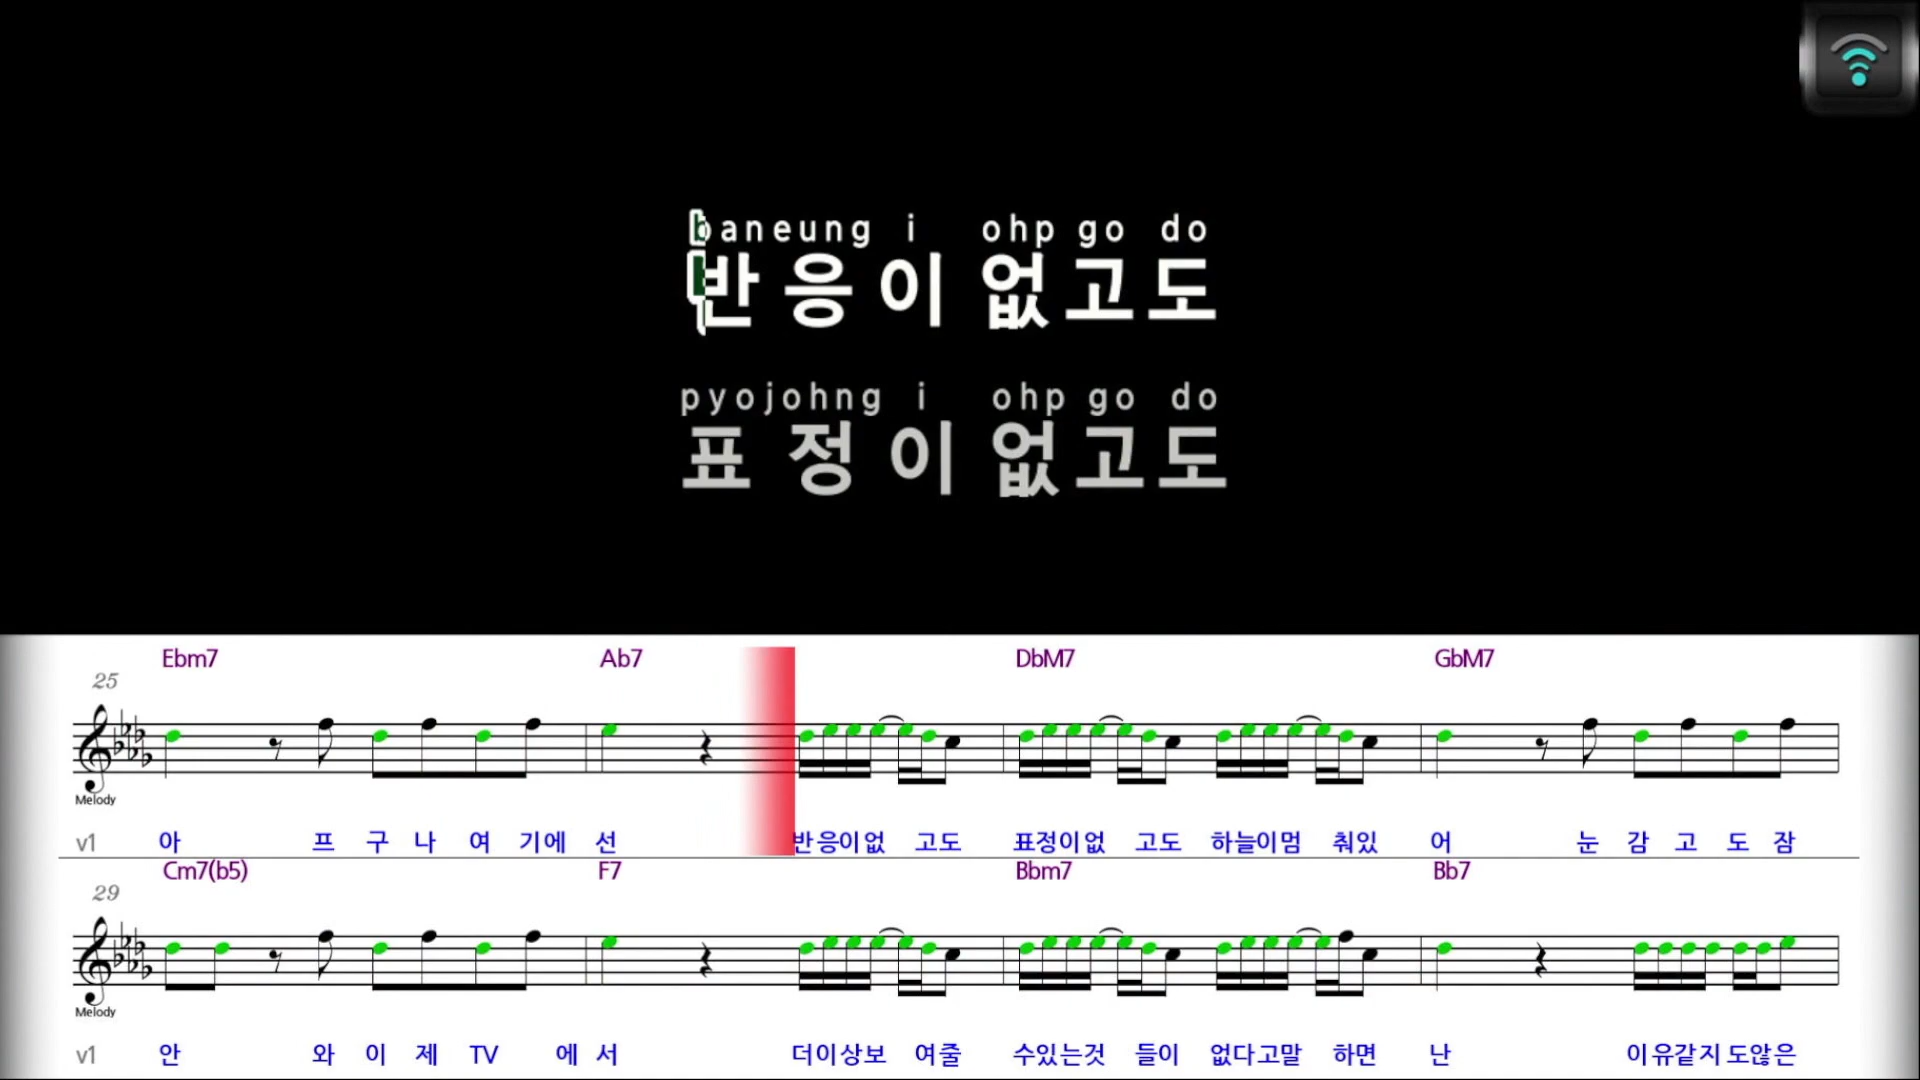 baneung i ohp go do
반응이 없고도
pyojohng i ohp go do
표정이 없고도
Ebm7 Ab7 DbM7 GbM7
25
Melody
v1 아 프 구 나 여 기에 선 반응이없 고도 표정이없 고도 하늘이멈 춰있 어 눈 감 고 도 잠
Cm7(b5) F7 Bbm7 Bb7
29
Melody
v1 안 와 이 제 TV 에 서 더이상보 여줄 수있는것 들이 없다고말 하면 난 이유같지 도않은